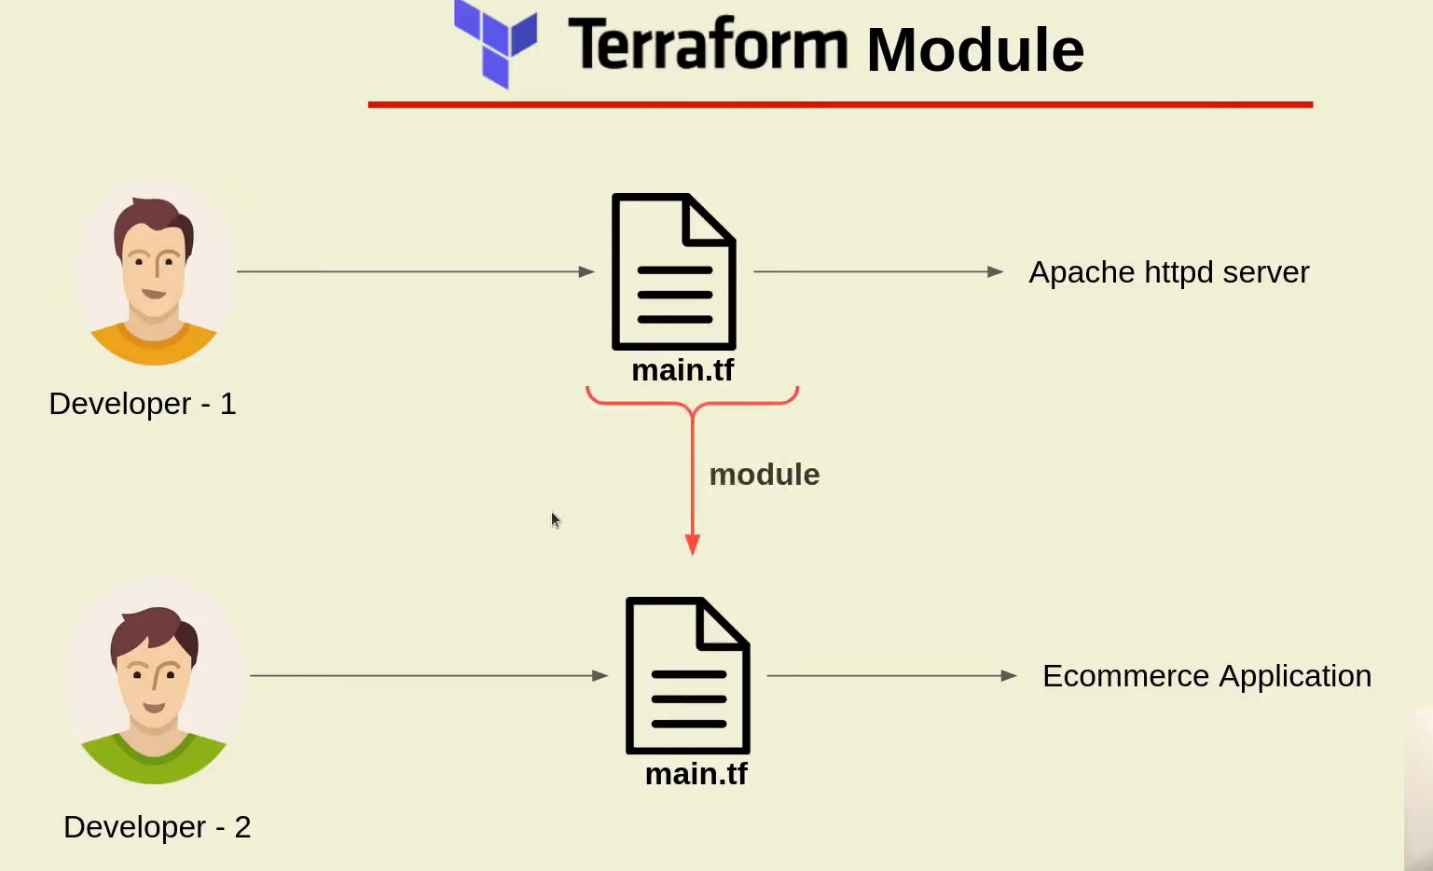 Terraform Module
Apache httpd server
main.tf
Developer - 1
module
Ecommerce Application
main.tf
Developer - 2